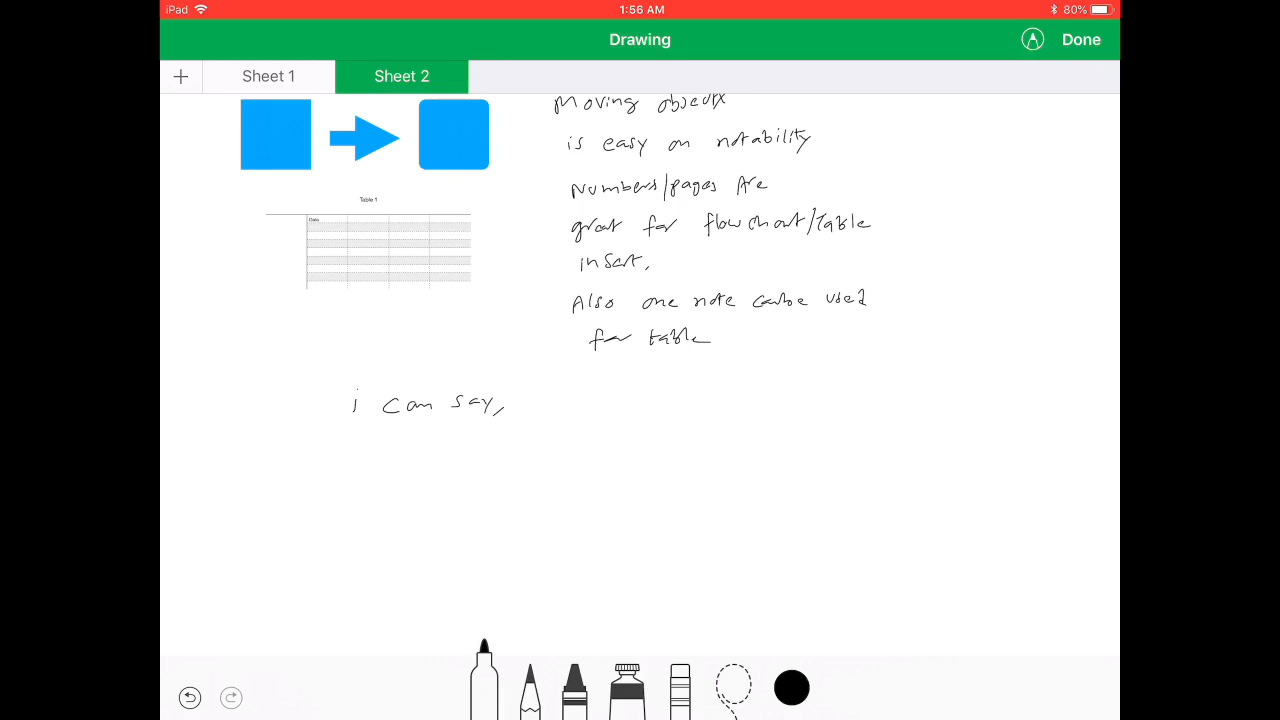 iPad 1:56 AM 80%
Drawing Done
+ Sheet 1 Sheet 2
Moving
is easy on notability
Numbers/pages Are
great for flowchart/Table
insert,
Also one note can be used
for table
Table 1
Date
i can say,